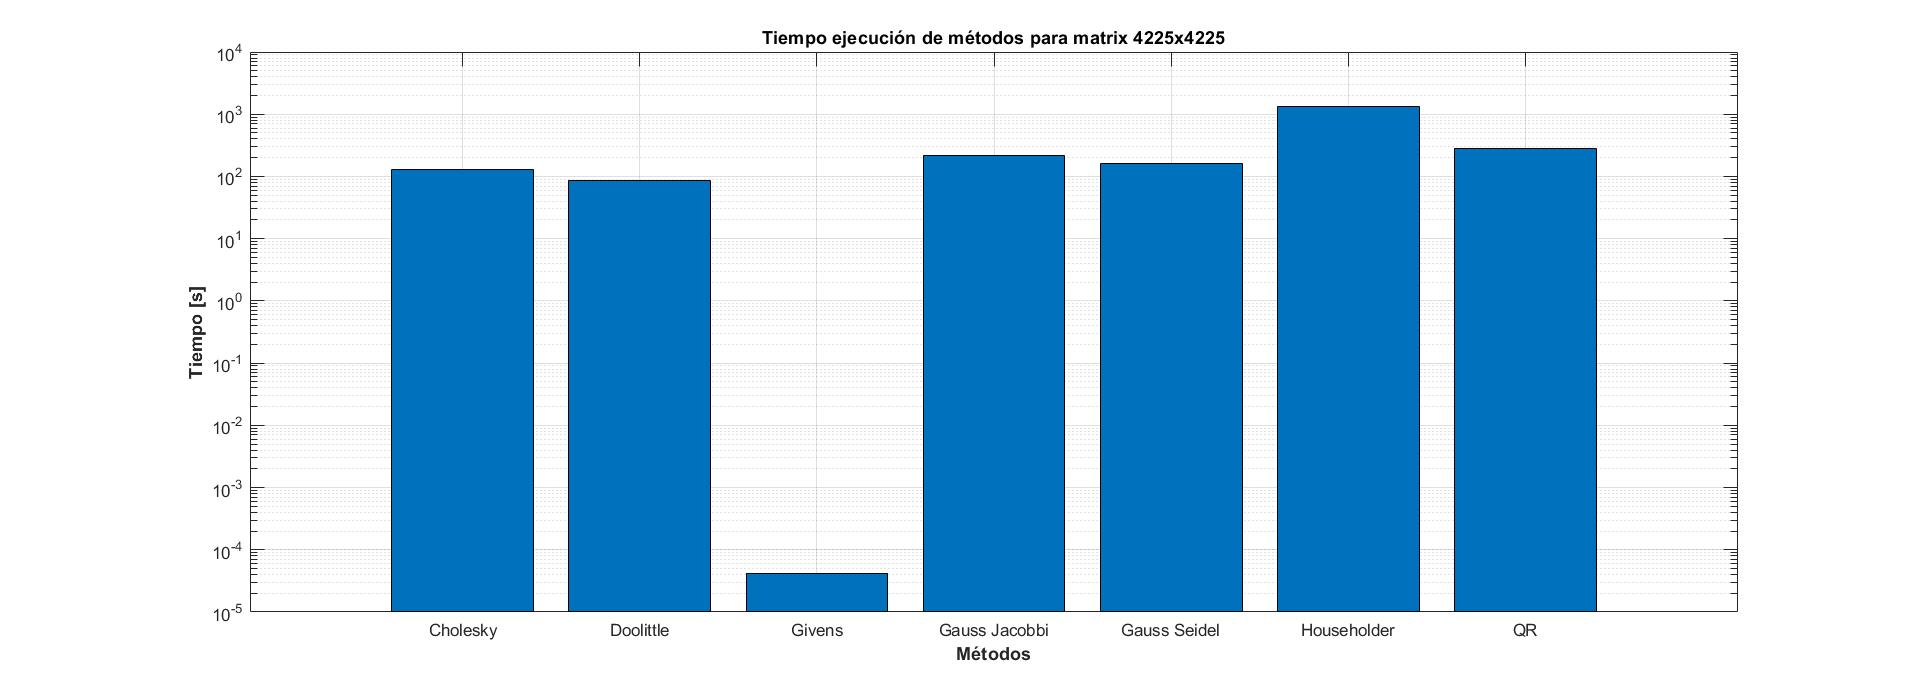 Tiempo ejecución de métodos para matrix 4225x4225
10^4
10^3
10^2
10^1
10^0
10^-1
10^-2
10^-3
10^-4
10^-5
Tiempo [s]
Cholesky Doolittle Givens Gauss Jacobbi Gauss Seidel Householder QR
Métodos